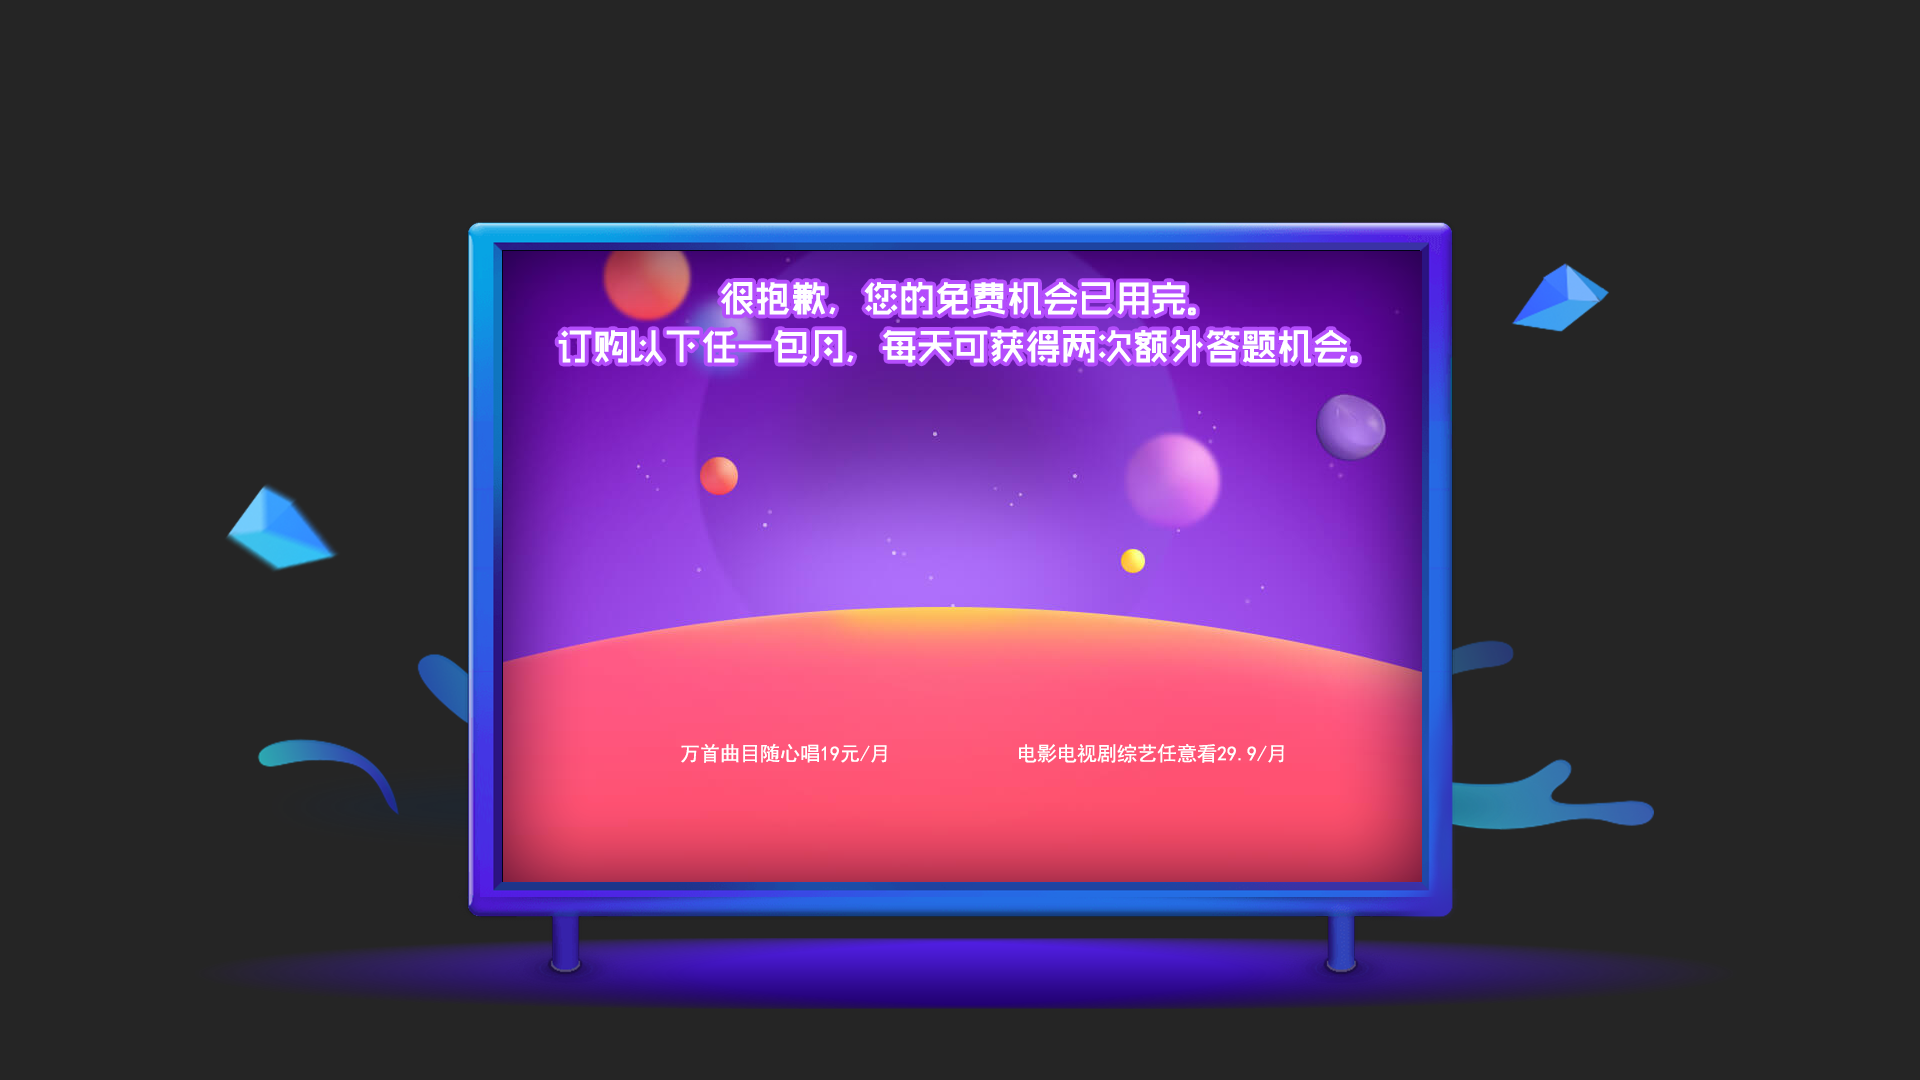 很抱歉，您的免费机会已用完。
订购以下任一包月，每天可获得两次额外答题机会。
万首曲目随心唱19元/月
电影电视剧综艺任意看29.9/月